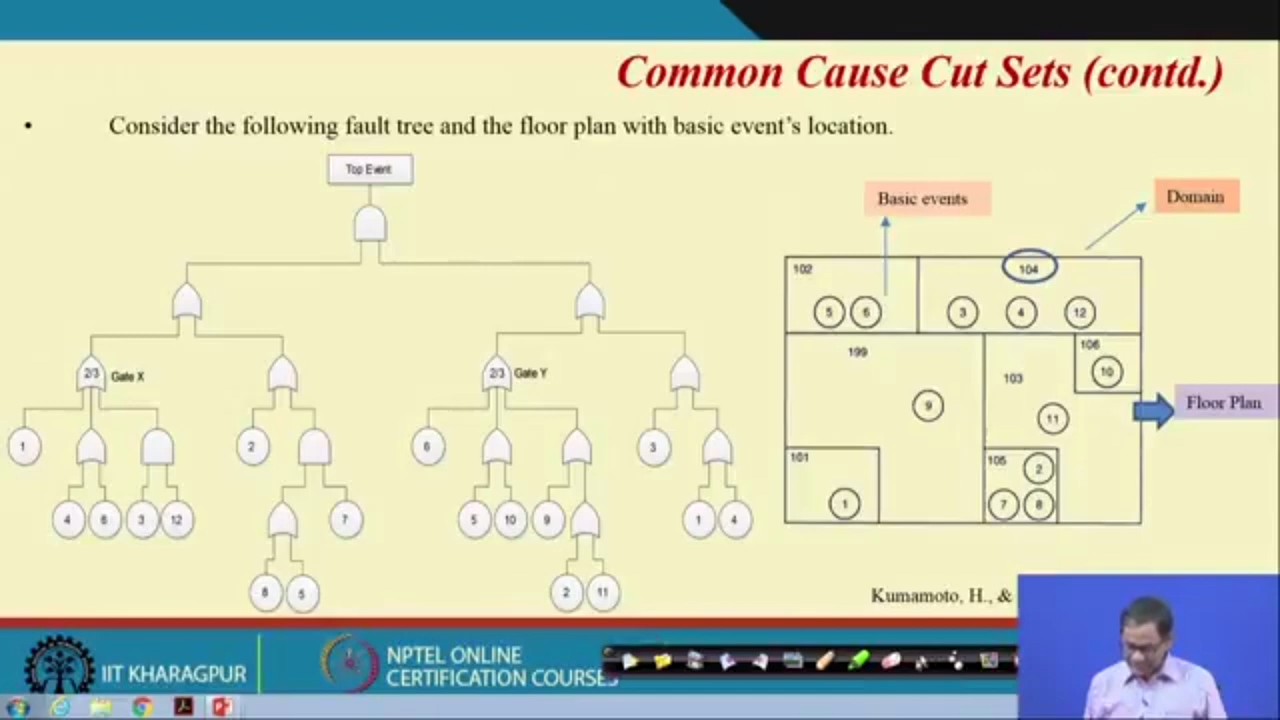 Common Cause Cut Sets (contd.)
• Consider the following fault tree and the floor plan with basic event's location.
Top Event
Basic events
Domain
102
104
5 6 3 4 12
199
106
2/3 Gate X
2/3 Gate Y
103
10
Floor Plan
9
11
1
2
6
3
101
105
2
4 6 3 12
7
5 10 9
1 4
1
7 8
8 5
2 11
Kumamoto, H., &
IIT KHARAGPUR
NPTEL ONLINE
CERTIFICATION COURSES